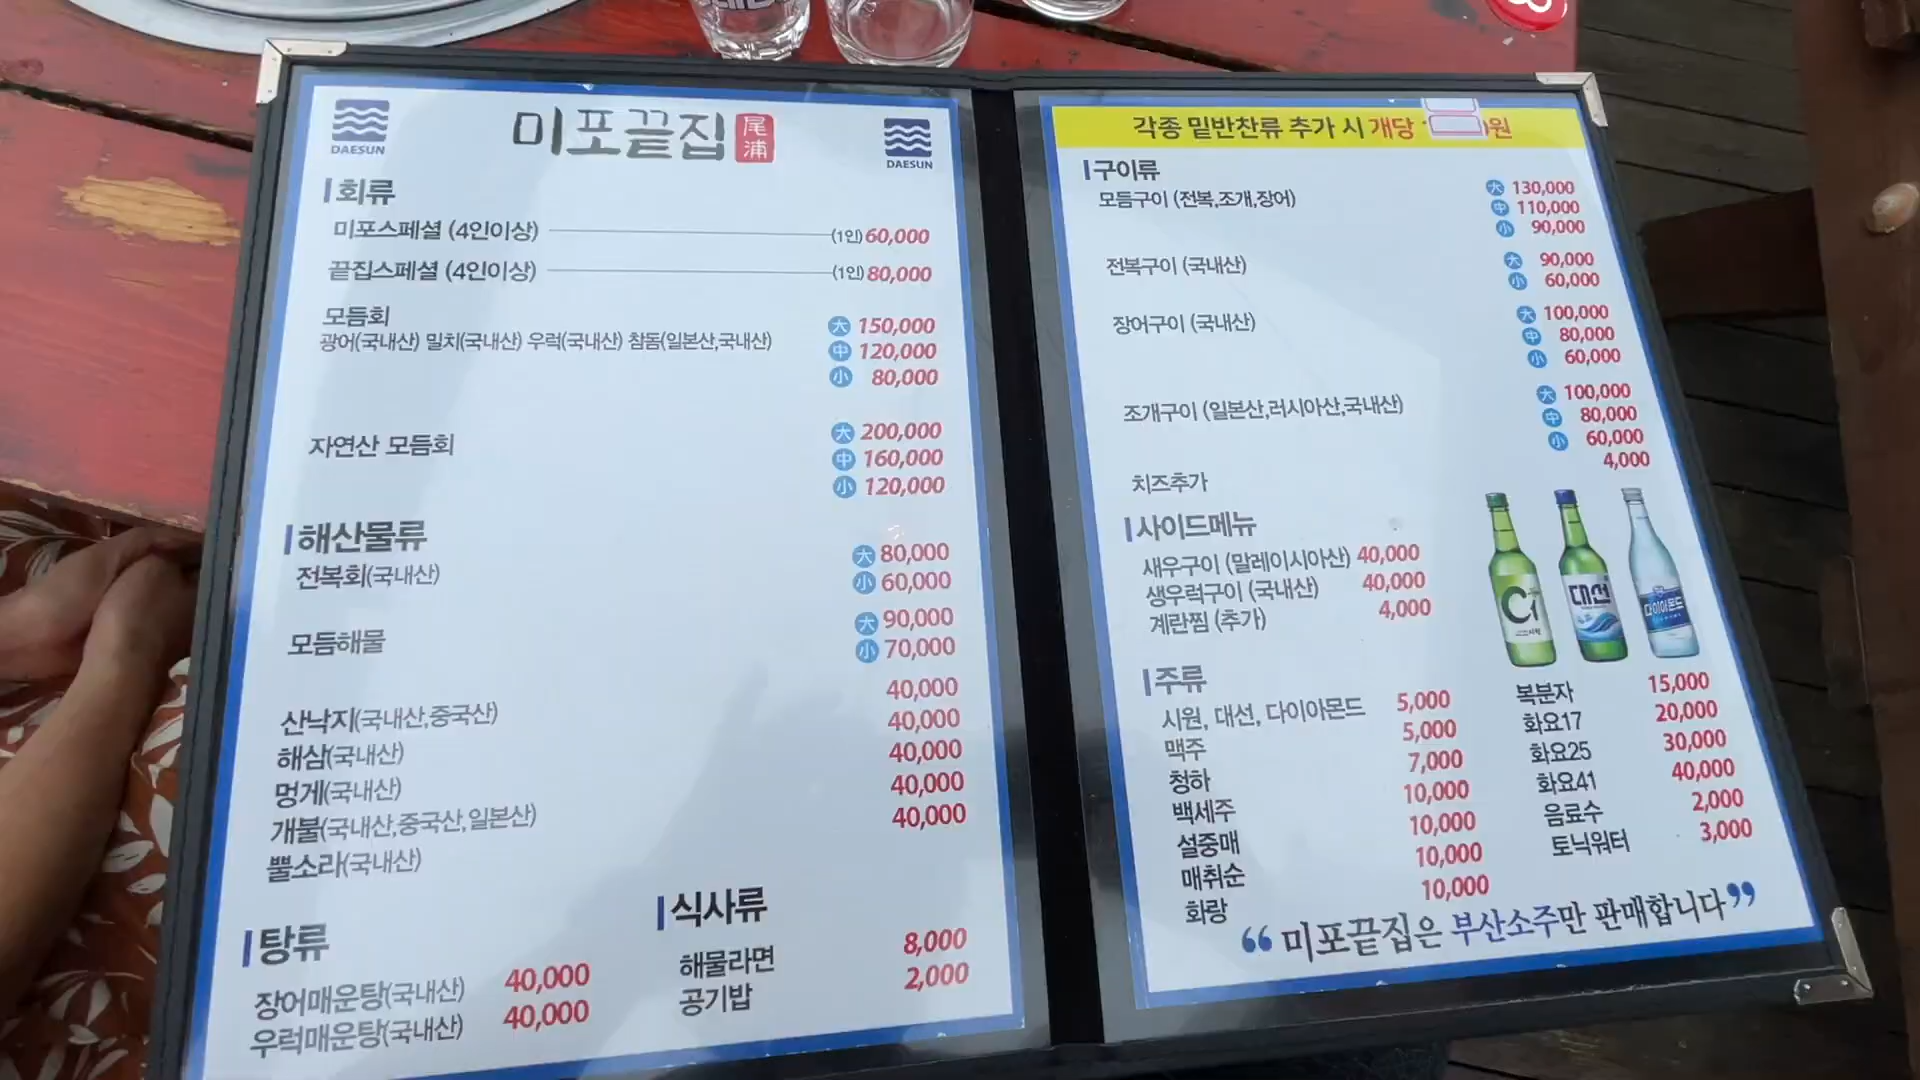 DAESUN
미포끝집 尾浦
DAESUN
회류
미포스페셜 (4인이상) (1인) 60,000
끝집스페셜 (4인이상) (1인) 80,000
모듬회
광어(국내산) 밀치(국내산) 우럭(국내산) 참돔(일본산,국내산)
大 150,000
中 120,000
小 80,000
자연산 모듬회
大 200,000
中 160,000
小 120,000
해산물류
전복회(국내산)
大 80,000
小 60,000
모듬해물
大 90,000
小 70,000
산낙지(국내산,중국산) 40,000
해삼(국내산) 40,000
멍게(국내산) 40,000
개불(국내산,중국산,일본산) 40,000
뿔소라(국내산) 40,000
탕류
장어매운탕(국내산) 40,000
우럭매운탕(국내산) 40,000
식사류
해물라면 8,000
공기밥 2,000
각종 밑반찬류 추가 시 개당 원
구이류
모듬구이 (전복,조개,장어)
大 130,000
中 110,000
小 90,000
전복구이 (국내산)
大 90,000
小 60,000
장어구이 (국내산)
大 100,000
中 80,000
小 60,000
조개구이 (일본산,러시아산,국내산)
大 100,000
中 80,000
小 60,000
치즈추가 4,000
사이드메뉴
새우구이 (말레이시아산) 40,000
생우럭구이 (국내산) 40,000
계란찜 (추가) 4,000
C1
대선
다이아몬드
주류
시원, 대선, 다이아몬드 5,000
맥주 5,000
청하 7,000
백세주 10,000
설중매 10,000
매취순 10,000
화랑 10,000
복분자 15,000
화요17 20,000
화요25 30,000
화요41 40,000
음료수 2,000
토닉워터 3,000
“미포끝집은 부산소주만 판매합니다”